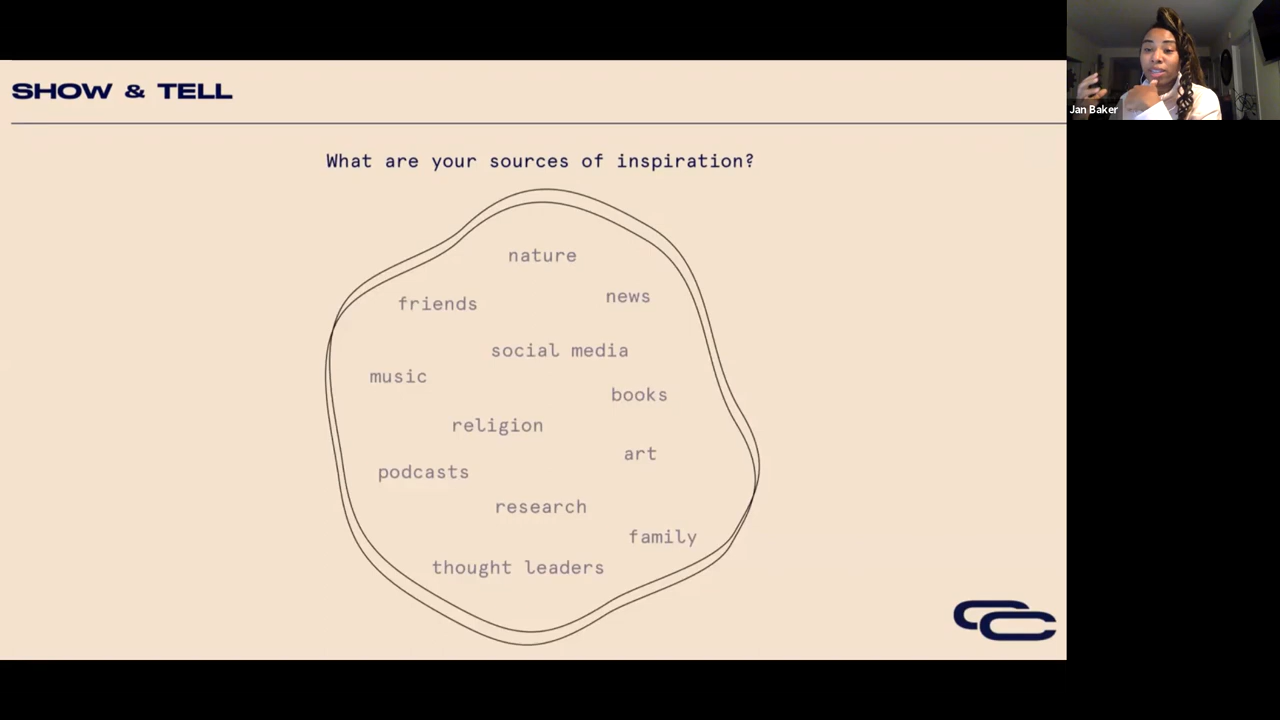 SHOW & TELL
Jan Baker
What are your sources of inspiration?
nature
news
friends
social media
music
books
religion
art
podcasts
research
family
thought leaders
CC